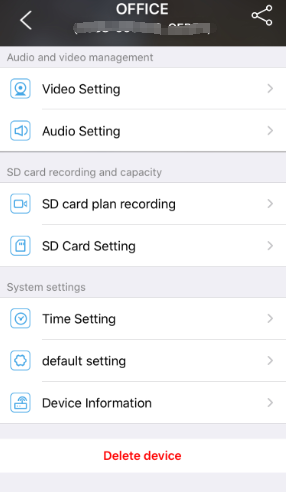 OFFICE
Audio and video management
Video Setting
Audio Setting
SD card recording and capacity
SD card plan recording
SD Card Setting
System settings
Time Setting
default setting
Device Information
Delete device